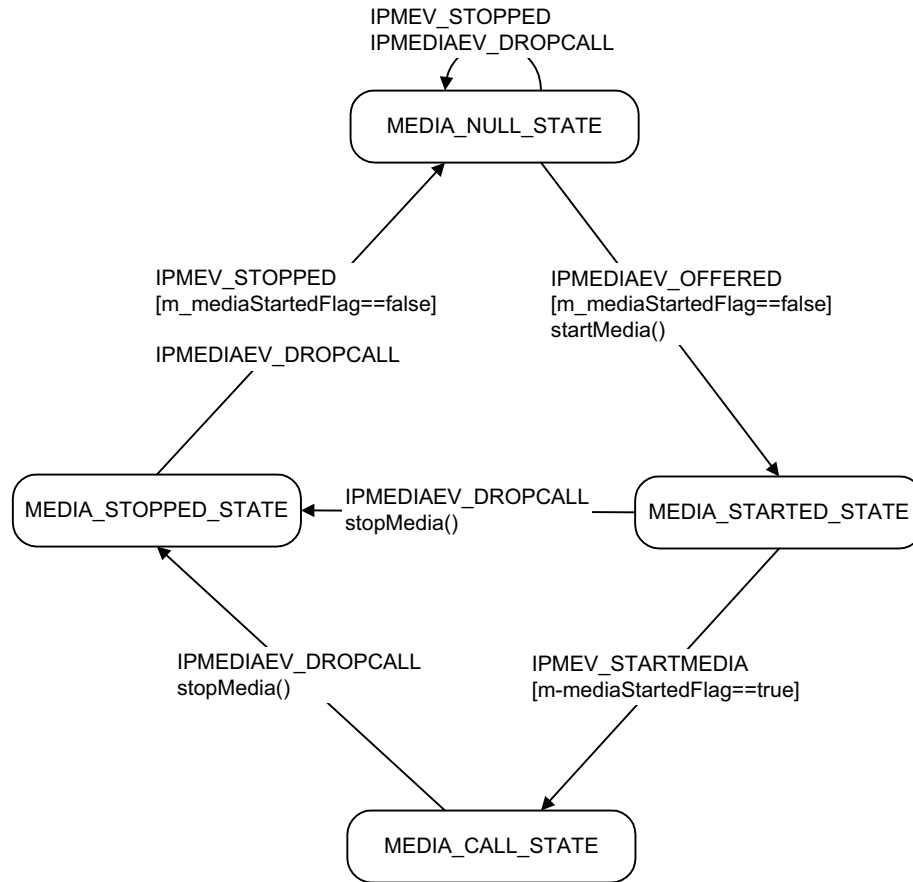 IPMEV_STOPPED
IPMEDIAEV_DROPCALL
MEDIA_NULL_STATE
IPMEV_STOPPED
[m_mediaStartedFlag==false]
IPMEDIAEV_OFFERED
[m_mediaStartedFlag==false]
startMedia()
IPMEDIAEV_DROPCALL
MEDIA_STOPPED_STATE
IPMEDIAEV_DROPCALL
stopMedia()
MEDIA_STARTED_STATE
IPMEDIAEV_DROPCALL
stopMedia()
IPMEV_STARTMEDIA
[m-mediaStartedFlag==true]
MEDIA_CALL_STATE